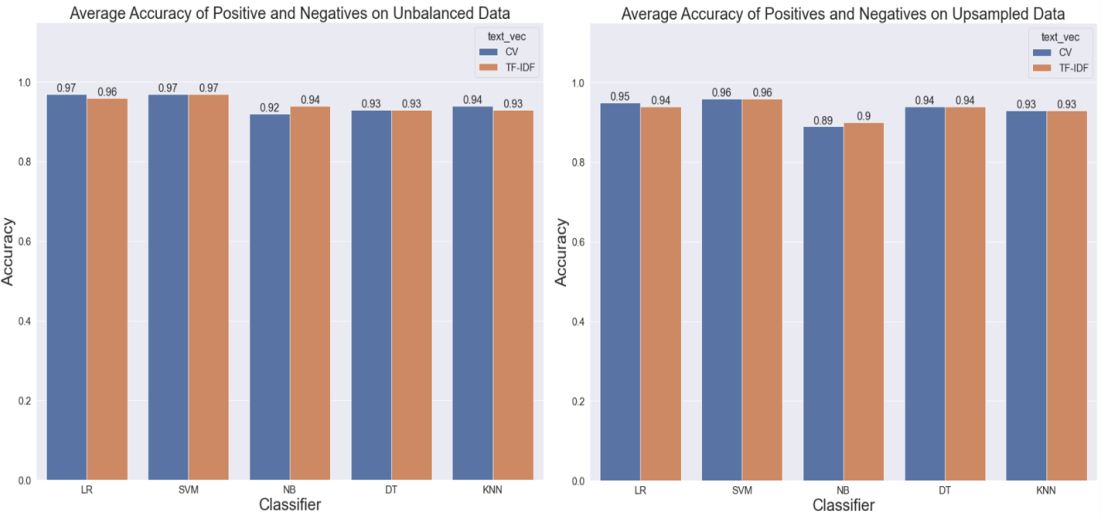 Average Accuracy of Positive and Negatives on Unbalanced Data
text_vec
CV
TF-IDF
0.97 0.96 0.97 0.97 0.92 0.94 0.93 0.93 0.94 0.93
1.0
0.8
0.6
0.4
0.2
0.0
Accuracy
LR SVM NB DT KNN
Classifier
Average Accuracy of Positives and Negatives on Upsampled Data
text_vec
CV
TF-IDF
0.95 0.94 0.96 0.96 0.89 0.9 0.94 0.94 0.93 0.93
1.0
0.8
0.6
0.4
0.2
0.0
Accuracy
LR SVM NB DT KNN
Classifier